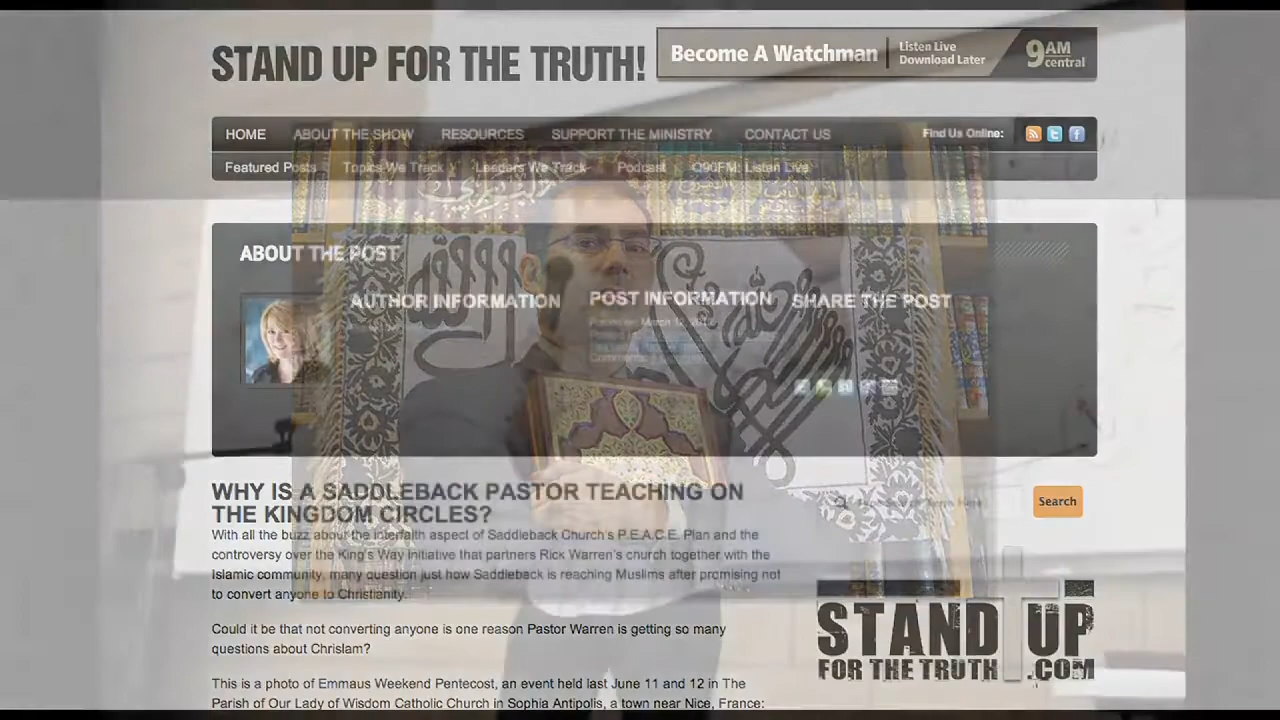 STAND UP FOR THE TRUTH!
Become A Watchman
Listen Live
Download Later
9AM
central
HOME ABOUT THE SHOW RESOURCES SUPPORT THE MINISTRY CONTACT US Find Us Online:
Featured Posts Topics We Track Leaders We Track Podcast Q90FM: Listen Live
ABOUT THE POST
AUTHOR INFORMATION POST INFORMATION SHARE THE POST
March
WHY IS A SADDLEBACK PASTOR TEACHING ON
THE KINGDOM CIRCLES?
Search
With all the buzz about the interfaith aspect of Saddleback Church's P.E.A.C.E. Plan and the
controversy over the King's Way Initiative that partners Rick Warren's church together with the
Islamic community, many question just how Saddleback is reaching Muslims after promising not
to convert anyone to Christianity.
Could it be that not converting anyone is one reason Pastor Warren is getting so many
questions about Chrislam?
This is a photo of Emmaus Weekend Pentecost, an event held last June 11 and 12 in The
Parish of Our Lady of Wisdom Catholic Church in Sophia Antipolis, a town near Nice, France:
STAND UP
FOR THE TRUTH .COM